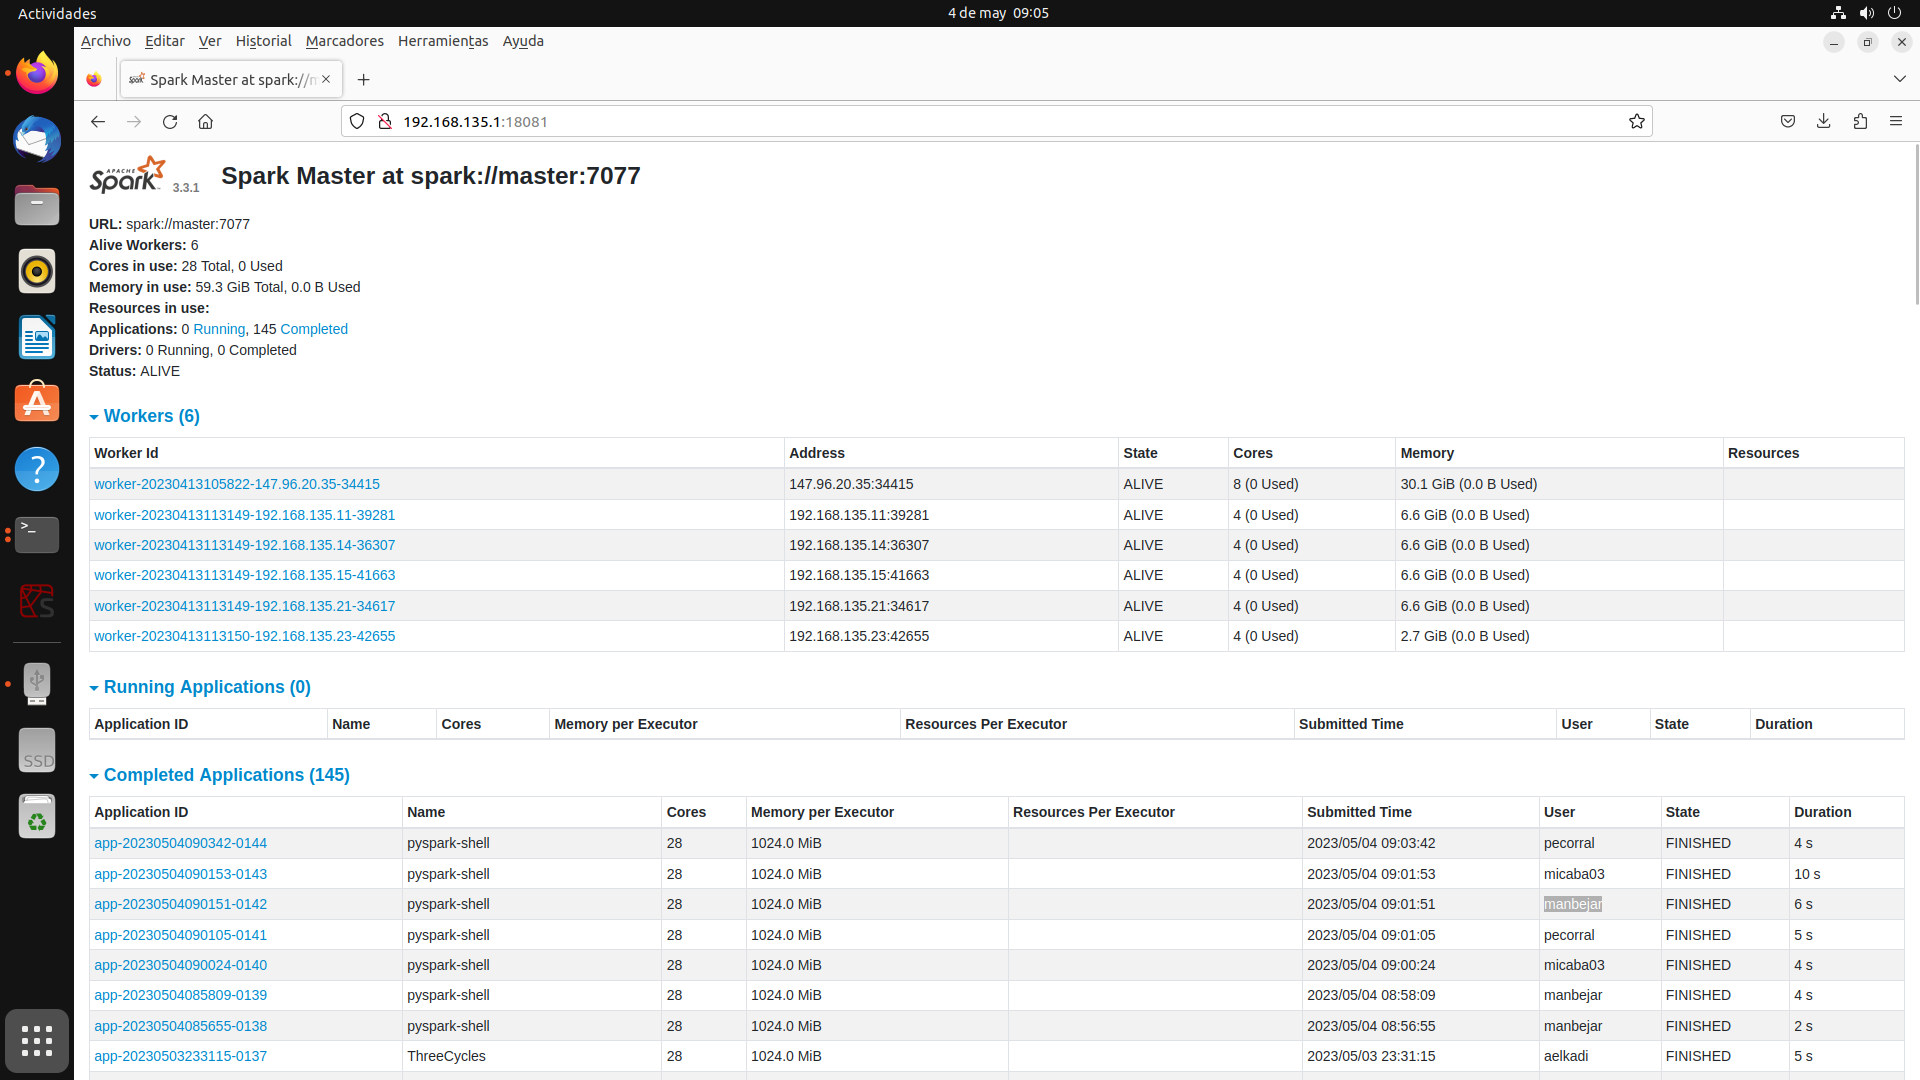 Actividades 4 de may 09:05
Archivo Editar Ver Historial Marcadores Herramientas Ayuda
Spark Master at spark://m
192.168.135.1:18081
APACHE Spark 3.3.1 Spark Master at spark://master:7077
URL: spark://master:7077
Alive Workers: 6
Cores in use: 28 Total, 0 Used
Memory in use: 59.3 GiB Total, 0.0 B Used
Resources in use:
Applications: 0 Running, 145 Completed
Drivers: 0 Running, 0 Completed
Status: ALIVE
Workers (6)
Worker Id Address State Cores Memory Resources
worker-20230413105822-147.96.20.35-34415 147.96.20.35:34415 ALIVE 8 (0 Used) 30.1 GiB (0.0 B Used)
worker-20230413113149-192.168.135.11-39281 192.168.135.11:39281 ALIVE 4 (0 Used) 6.6 GiB (0.0 B Used)
worker-20230413113149-192.168.135.14-36307 192.168.135.14:36307 ALIVE 4 (0 Used) 6.6 GiB (0.0 B Used)
worker-20230413113149-192.168.135.15-41663 192.168.135.15:41663 ALIVE 4 (0 Used) 6.6 GiB (0.0 B Used)
worker-20230413113149-192.168.135.21-34617 192.168.135.21:34617 ALIVE 4 (0 Used) 6.6 GiB (0.0 B Used)
worker-20230413113150-192.168.135.23-42655 192.168.135.23:42655 ALIVE 4 (0 Used) 2.7 GiB (0.0 B Used)
Running Applications (0)
Application ID Name Cores Memory per Executor Resources Per Executor Submitted Time User State Duration
SSD
Completed Applications (145)
Application ID Name Cores Memory per Executor Resources Per Executor Submitted Time User State Duration
app-20230504090342-0144 pyspark-shell 28 1024.0 MiB 2023/05/04 09:03:42 pecorral FINISHED 4 s
app-20230504090153-0143 pyspark-shell 28 1024.0 MiB 2023/05/04 09:01:53 micaba03 FINISHED 10 s
app-20230504090151-0142 pyspark-shell 28 1024.0 MiB 2023/05/04 09:01:51 manbejar FINISHED 6 s
app-20230504090105-0141 pyspark-shell 28 1024.0 MiB 2023/05/04 09:01:05 pecorral FINISHED 5 s
app-20230504090024-0140 pyspark-shell 28 1024.0 MiB 2023/05/04 09:00:24 micaba03 FINISHED 4 s
app-20230504085809-0139 pyspark-shell 28 1024.0 MiB 2023/05/04 08:58:09 manbejar FINISHED 4 s
app-20230504085655-0138 pyspark-shell 28 1024.0 MiB 2023/05/04 08:56:55 manbejar FINISHED 2 s
app-20230503233115-0137 ThreeCycles 28 1024.0 MiB 2023/05/03 23:31:15 aelkadi FINISHED 5 s